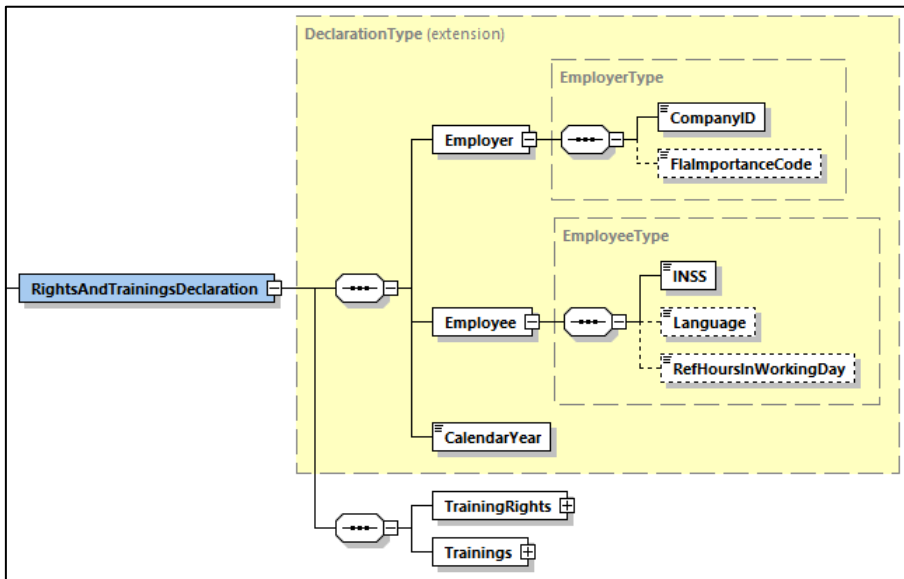 DeclarationType (extension)
EmployerType
CompanyID
Employer
FlaImportanceCode
EmployeeType
INSS
RightsAndTrainingsDeclaration
Employee
Language
RefHoursInWorkingDay
CalendarYear
TrainingRights
Trainings